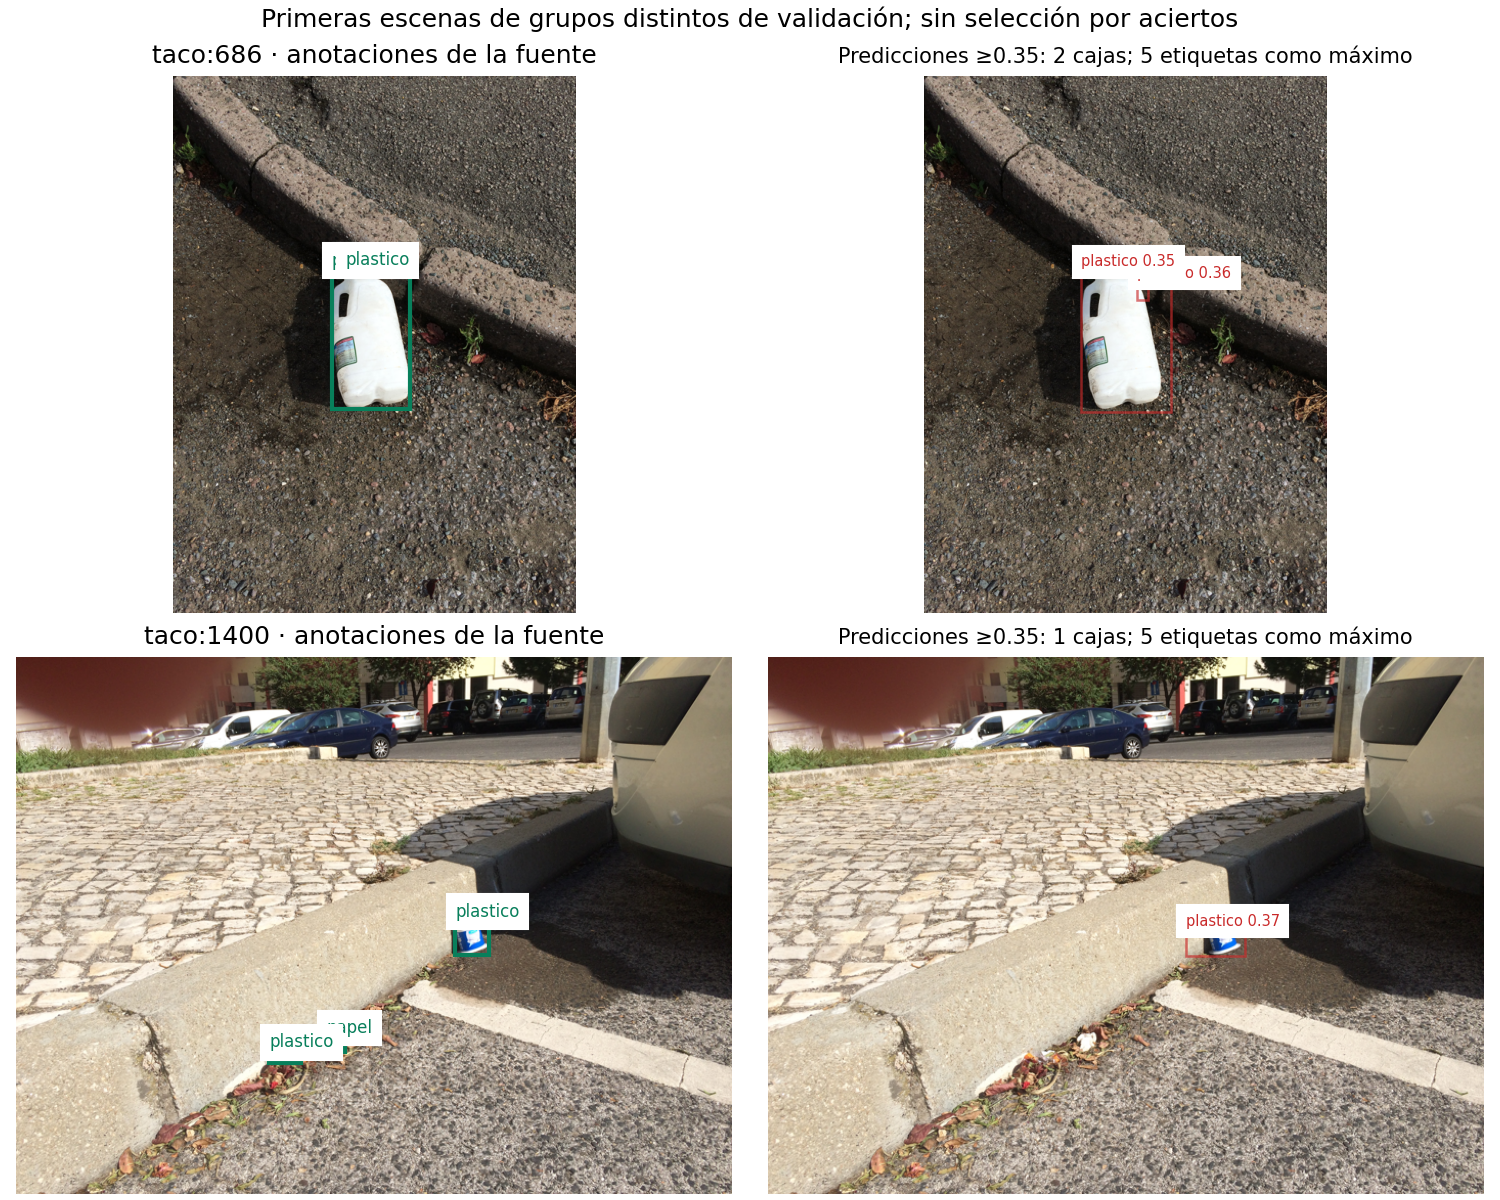 Primeras escenas de grupos distintos de validación; sin selección por aciertos
taco:686 · anotaciones de la fuente
Predicciones ≥0.35: 2 cajas; 5 etiquetas como máximo
plastico
plastico 0.35
o 0.36
taco:1400 · anotaciones de la fuente
Predicciones ≥0.35: 1 cajas; 5 etiquetas como máximo
plastico
plastico 0.37
papel
plastico